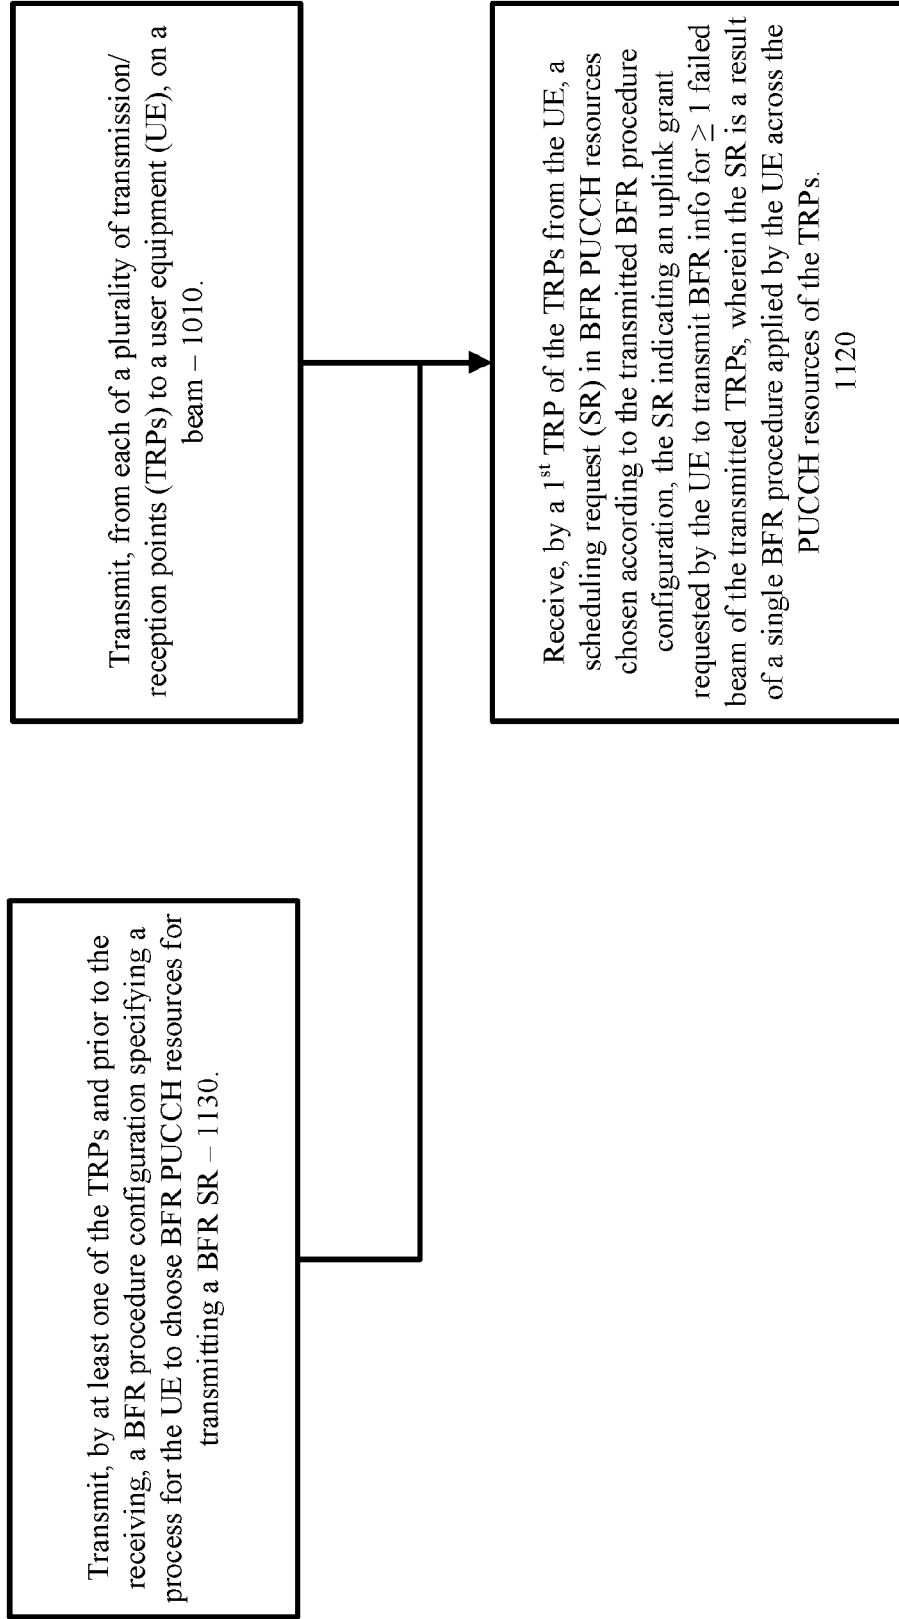 Transmit, by at least one of the TRPs and prior to the
receiving, a BFR procedure configuration specifying a
process for the UE to choose BFR PUCCH resources for
transmitting a BFR SR – 1130.
Transmit, from each of a plurality of transmission/
reception points (TRPs) to a user equipment (UE), on a
beam – 1010.
Receive, by a 1st TRP of the TRPs from the UE, a
scheduling request (SR) in BFR PUCCH resources
chosen according to the transmitted BFR procedure
configuration, the SR indicating an uplink grant
requested by the UE to transmit BFR info for ≥ 1 failed
beam of the transmitted TRPs, wherein the SR is a result
of a single BFR procedure applied by the UE across the
PUCCH resources of the TRPs.
1120